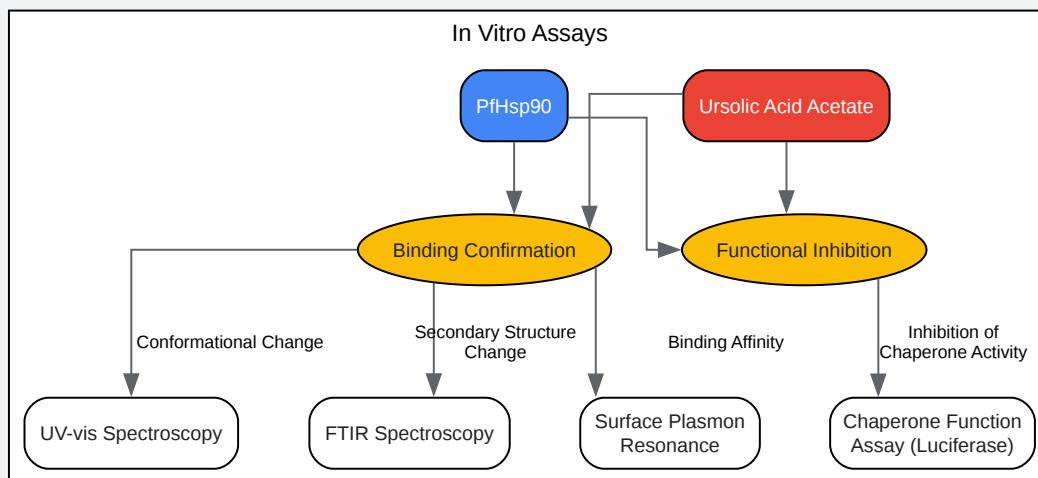 In Vitro Assays
PfHsp90
Ursolic Acid Acetate
Binding Confirmation
Functional Inhibition
Conformational Change
Secondary Structure
Change
Binding Affinity
Inhibition of
Chaperone Activity
UV-vis Spectroscopy
FTIR Spectroscopy
Surface Plasmon
Resonance
Chaperone Function
Assay (Luciferase)